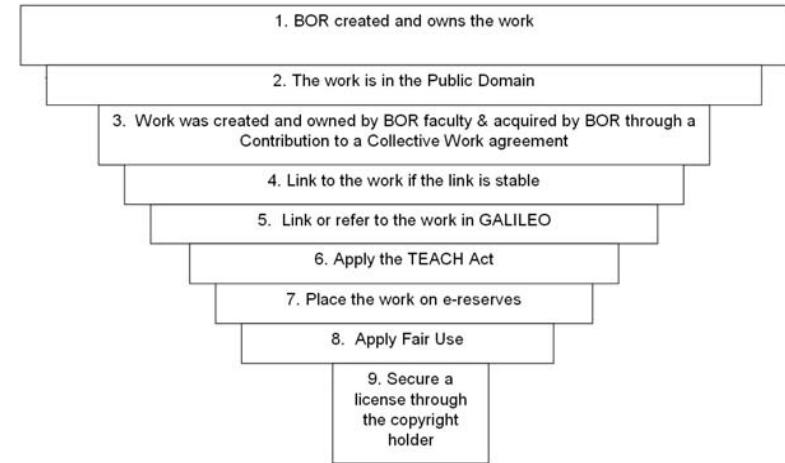 1. BOR created and owns the work
2. The work is in the Public Domain
3. Work was created and owned by BOR faculty & acquired by BOR through a
Contribution to a Collective Work agreement
4. Link to the work if the link is stable
5. Link or refer to the work in GALILEO
6. Apply the TEACH Act
7. Place the work on e-reserves
8. Apply Fair Use
9. Secure a
license through
the copyright
holder